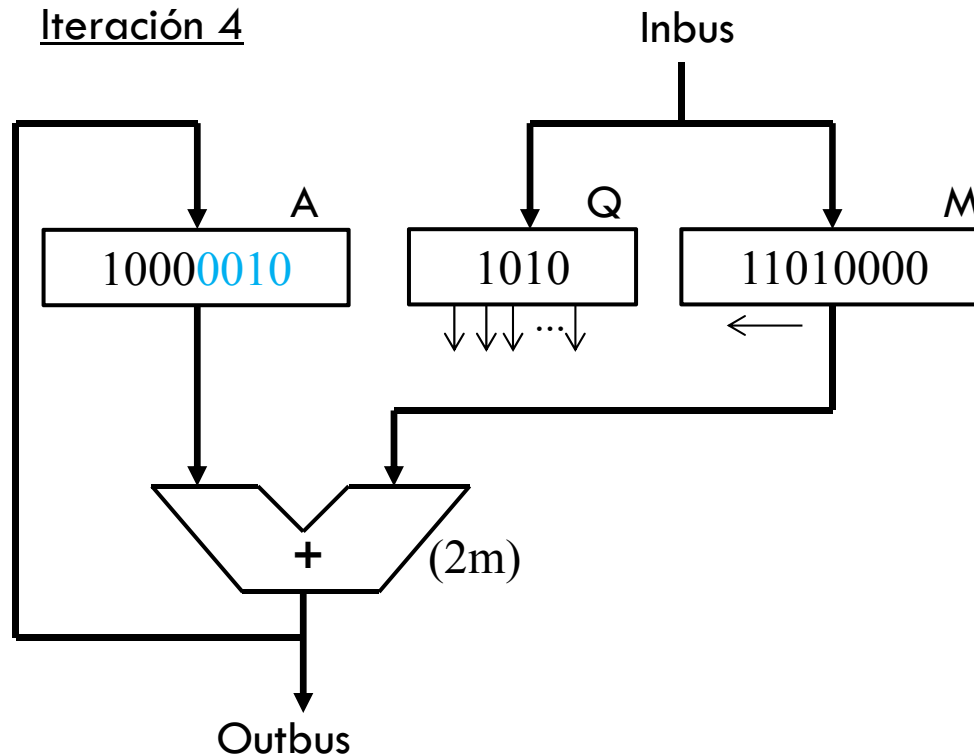 Iteración 4
Inbus
A
Q
M
10000010
1010
11010000
...
+
(2m)
Outbus